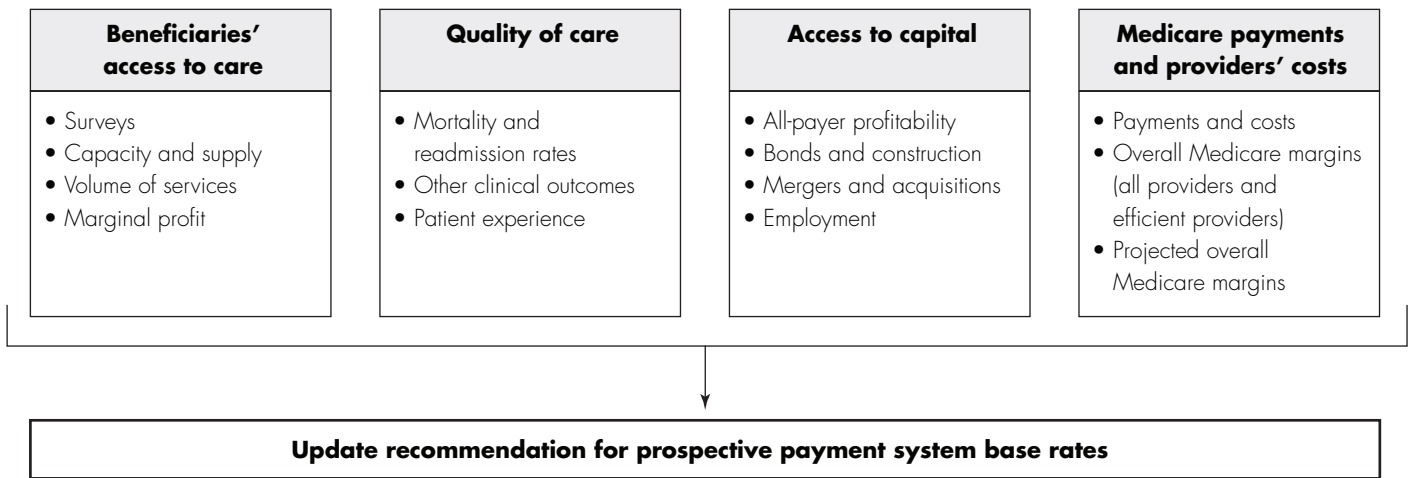 Beneficiaries’
access to care
• Surveys
• Capacity and supply
• Volume of services
• Marginal profit
Quality of care
• Mortality and
readmission rates
• Other clinical outcomes
• Patient experience
Access to capital
• All-payer profitability
• Bonds and construction
• Mergers and acquisitions
• Employment
Medicare payments
and providers’ costs
• Payments and costs
• Overall Medicare margins
(all providers and
efficient providers)
• Projected overall
Medicare margins
Update recommendation for prospective payment system base rates